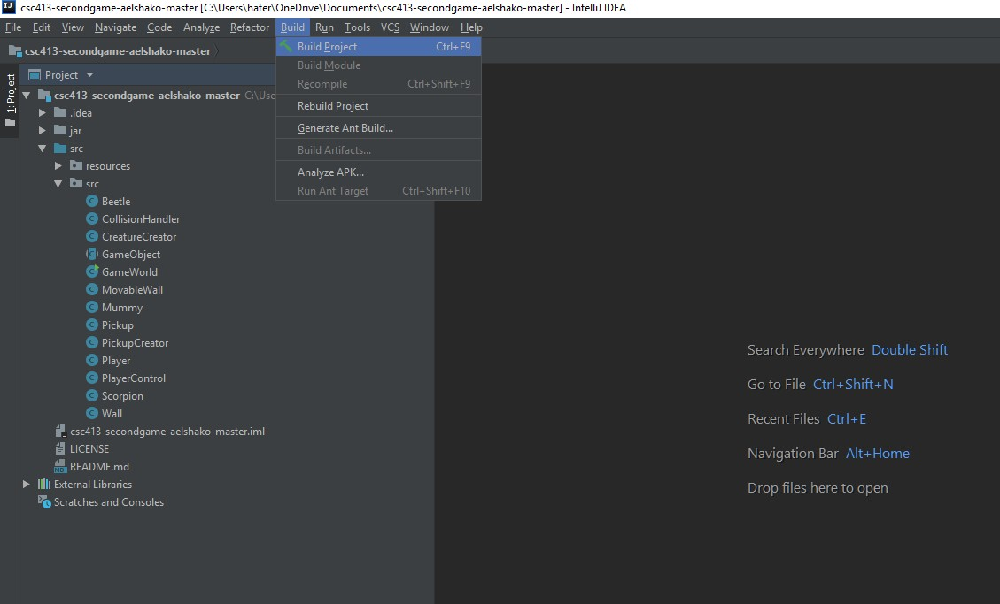 csc413-secondgame-aelshako-master [C:\Users\hater\OneDrive\Documents\csc413-secondgame-aelshako-master] - IntelliJ IDEA
File Edit View Navigate Code Analyze Refactor Build Run Tools VCS Window Help
csc413-secondgame-aelshako-master
Build Project Ctrl+F9
Build Module
Recompile Ctrl+Shift+F9
Rebuild Project
Generate Ant Build...
Build Artifacts...
Analyze APK...
Run Ant Target Ctrl+Shift+F10
1: Project
Project
csc413-secondgame-aelshako-master C:\Use
.idea
jar
src
resources
src
Beetle
CollisionHandler
CreatureCreator
GameObject
GameWorld
MovableWall
Mummy
Pickup
PickupCreator
Player
PlayerControl
Scorpion
Wall
csc413-secondgame-aelshako-master.iml
LICENSE
README.md
External Libraries
Scratches and Consoles
Search Everywhere Double Shift
Go to File Ctrl+Shift+N
Recent Files Ctrl+E
Navigation Bar Alt+Home
Drop files here to open